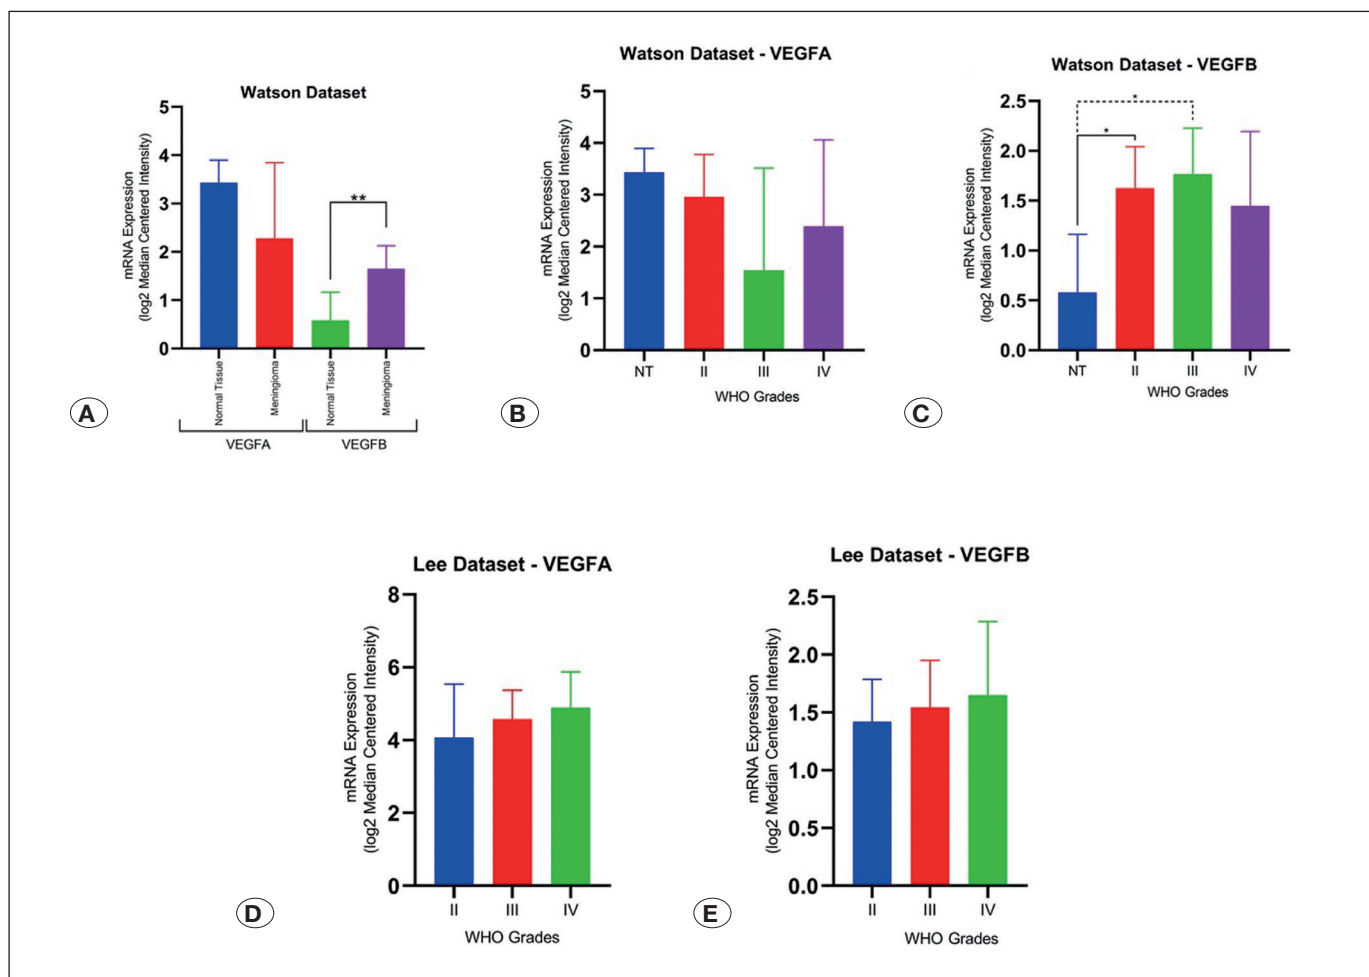 Watson Dataset
mRNA Expression
(log2 Median Centered Intensity)
5
4
3
2
1
0
**
Normal Tissue
Meningioma
Normal Tissue
Meningioma
VEGFA
VEGFB
A
Watson Dataset - VEGFA
mRNA Expression
(log2 Median Centered Intensity)
5
4
3
2
1
0
NT II III IV
WHO Grades
B
Watson Dataset - VEGFB
mRNA Expression
(log2 Median Centered Intensity)
2.5
2.0
1.5
1.0
0.5
0.0
*
*
NT II III IV
WHO Grades
C
Lee Dataset - VEGFA
mRNA Expression
(log2 Median Centered Intensity)
8
6
4
2
0
II III IV
WHO Grades
D
Lee Dataset - VEGFB
mRNA Expression
(log2 Median Centered Intensity)
2.5
2.0
1.5
1.0
0.5
0.0
II III IV
WHO Grades
E